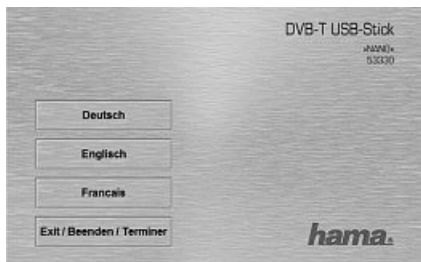 DVB-T USB-Stick
»NANO«
53330
Deutsch
Englisch
Francais
Exit / Beenden / Terminer
hama.